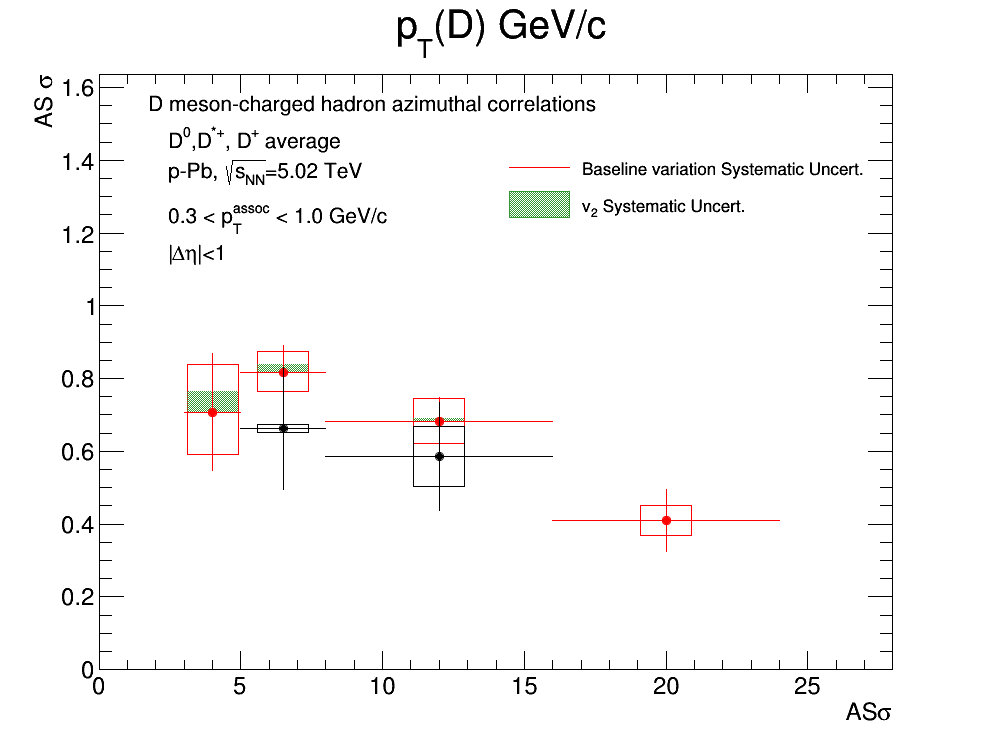 p_T(D) GeV/c
AS σ
D meson-charged hadron azimuthal correlations
D^0,D^*+, D^+ average
p-Pb, √s_NN=5.02 TeV
0.3 < p_T^assoc < 1.0 GeV/c
|Δη|<1
Baseline variation Systematic Uncert.
v_2 Systematic Uncert.
1.6
1.4
1.2
1
0.8
0.6
0.4
0.2
0
0 5 10 15 20 25
ASσ